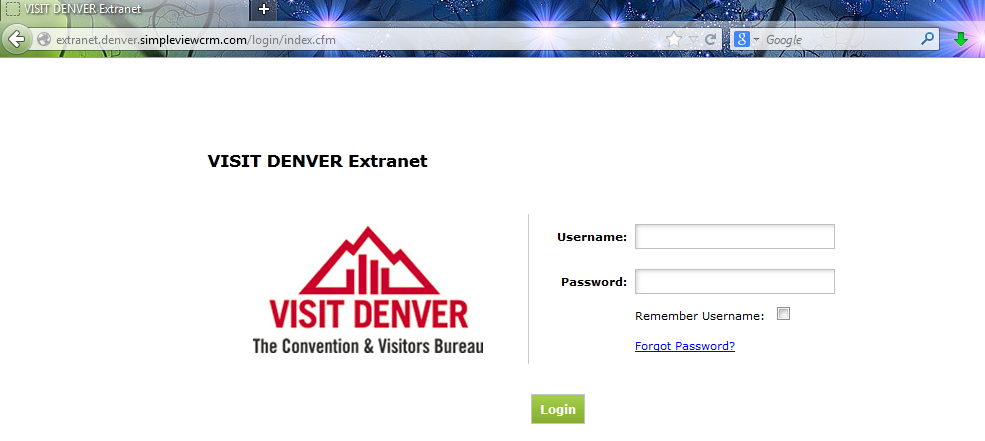 VISIT DENVER Extranet
extranet.denver.simpleviewcrm.com/login/index.cfm
Google
VISIT DENVER Extranet
VISIT DENVER
The Convention & Visitors Bureau
Username:
Password:
Remember Username:
Forgot Password?
Login